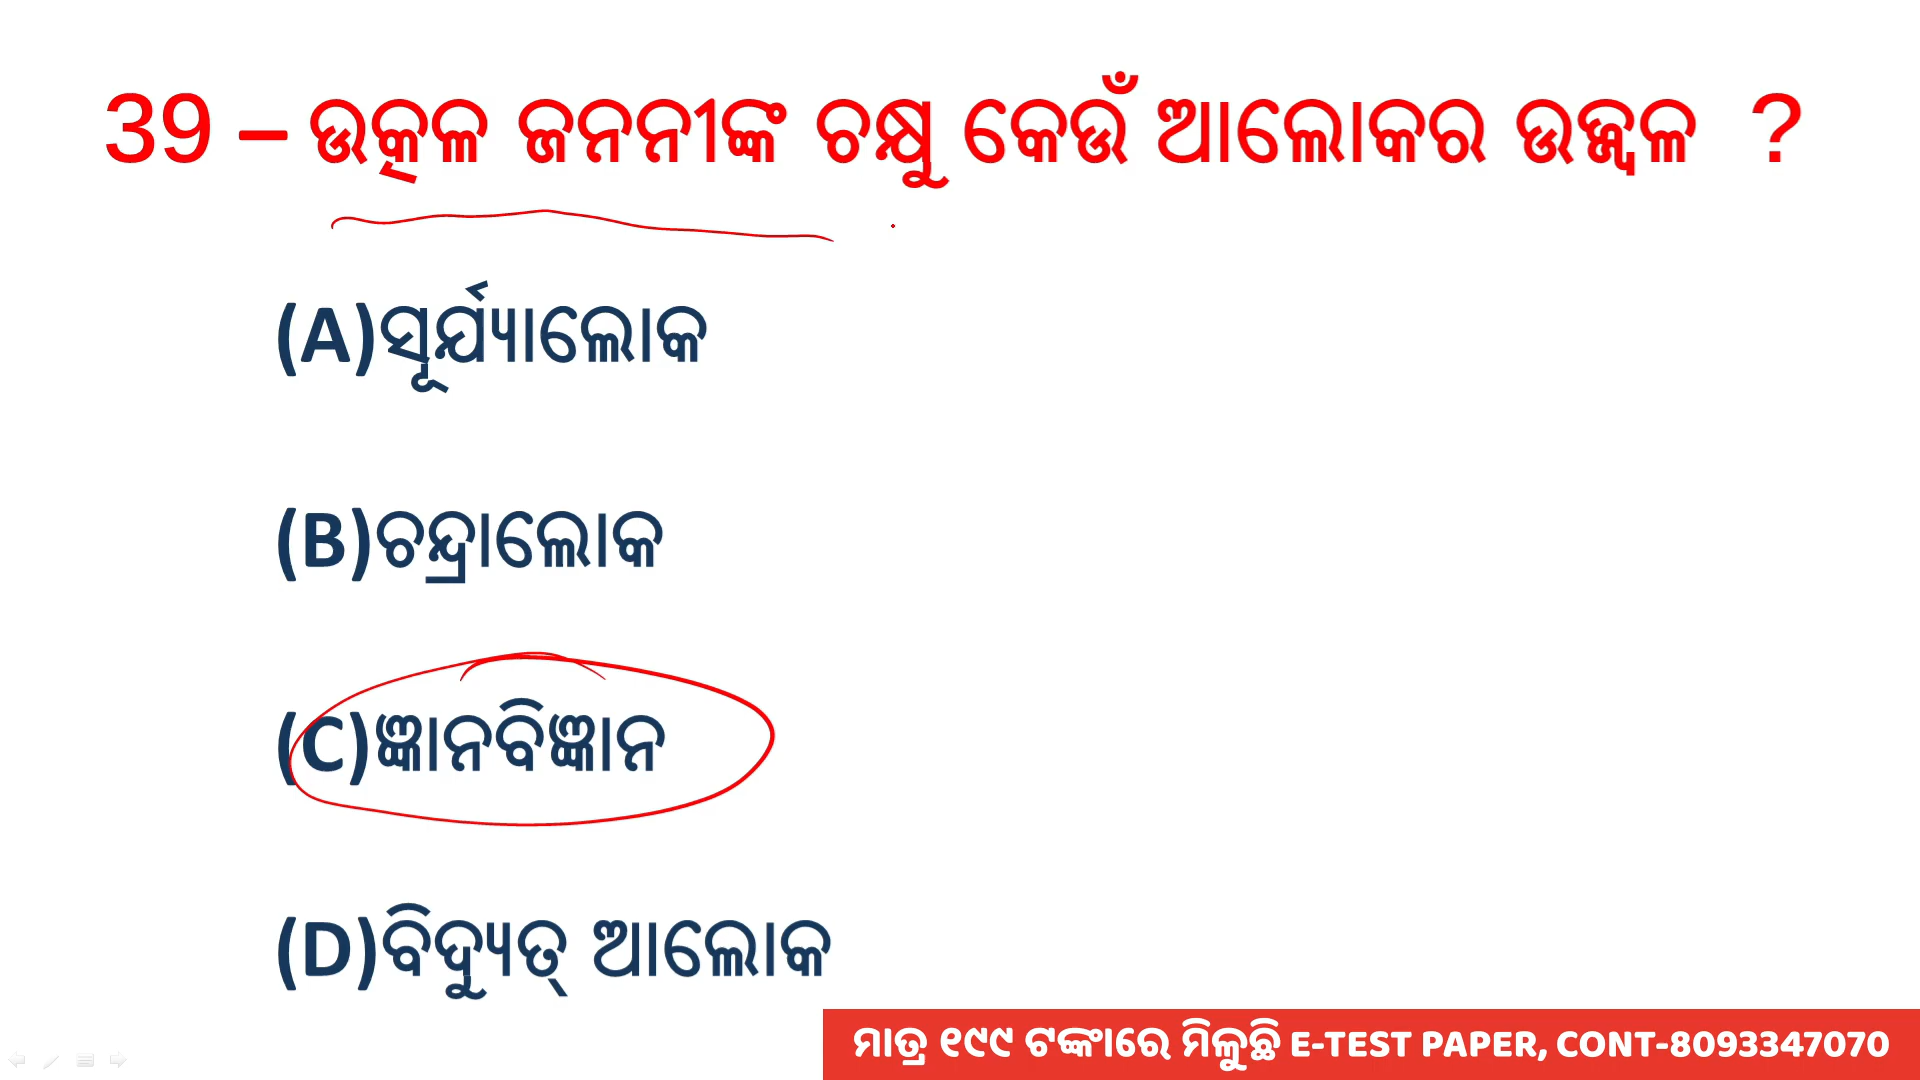 39 – ଉତ୍କଳ ଜନନୀଙ୍କ ଚକ୍ଷୁ କେଉଁ ଆଲୋକର ଉଜ୍ଜ୍ୱଳ ?
(A)ସୂର୍ଯ୍ୟାଲୋକ
(B)ଚନ୍ଦ୍ରାଲୋକ
(C)ଜ୍ଞାନବିଜ୍ଞାନ
(D)ବିଦ୍ୟୁତ୍ ଆଲୋକ
ମାତ୍ର ୧୯୯ ଟଙ୍କାରେ ମିଳୁଛି E-TEST PAPER, CONT-8093347070